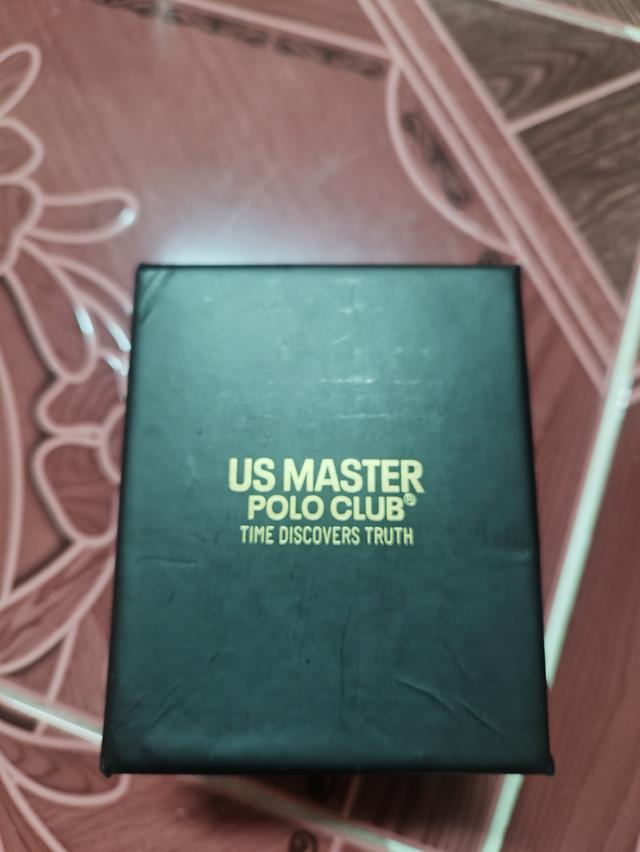 US MASTER
POLO CLUB®
TIME DISCOVERS TRUTH